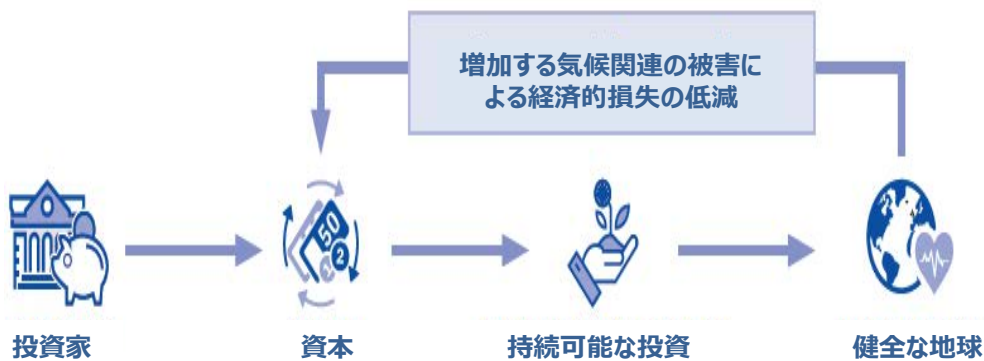 増加する気候関連の被害に
よる経済的損失の低減
50
2
投資家
資本
持続可能な投資
健全な地球